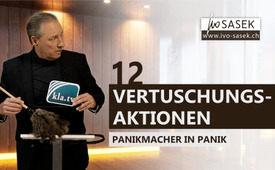 ivo SASEK
www.ivo-sasek.ch
kla.tv
12
VERTUSCHUNGS-
AKTIONEN
PANIKMACHER IN PANIK